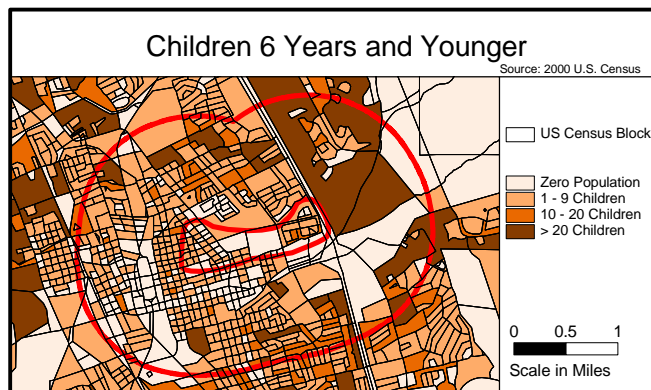 Children 6 Years and Younger
Source: 2000 U.S. Census
US Census Block
Zero Population
1 - 9 Children
10 - 20 Children
> 20 Children
0 0.5 1
Scale in Miles